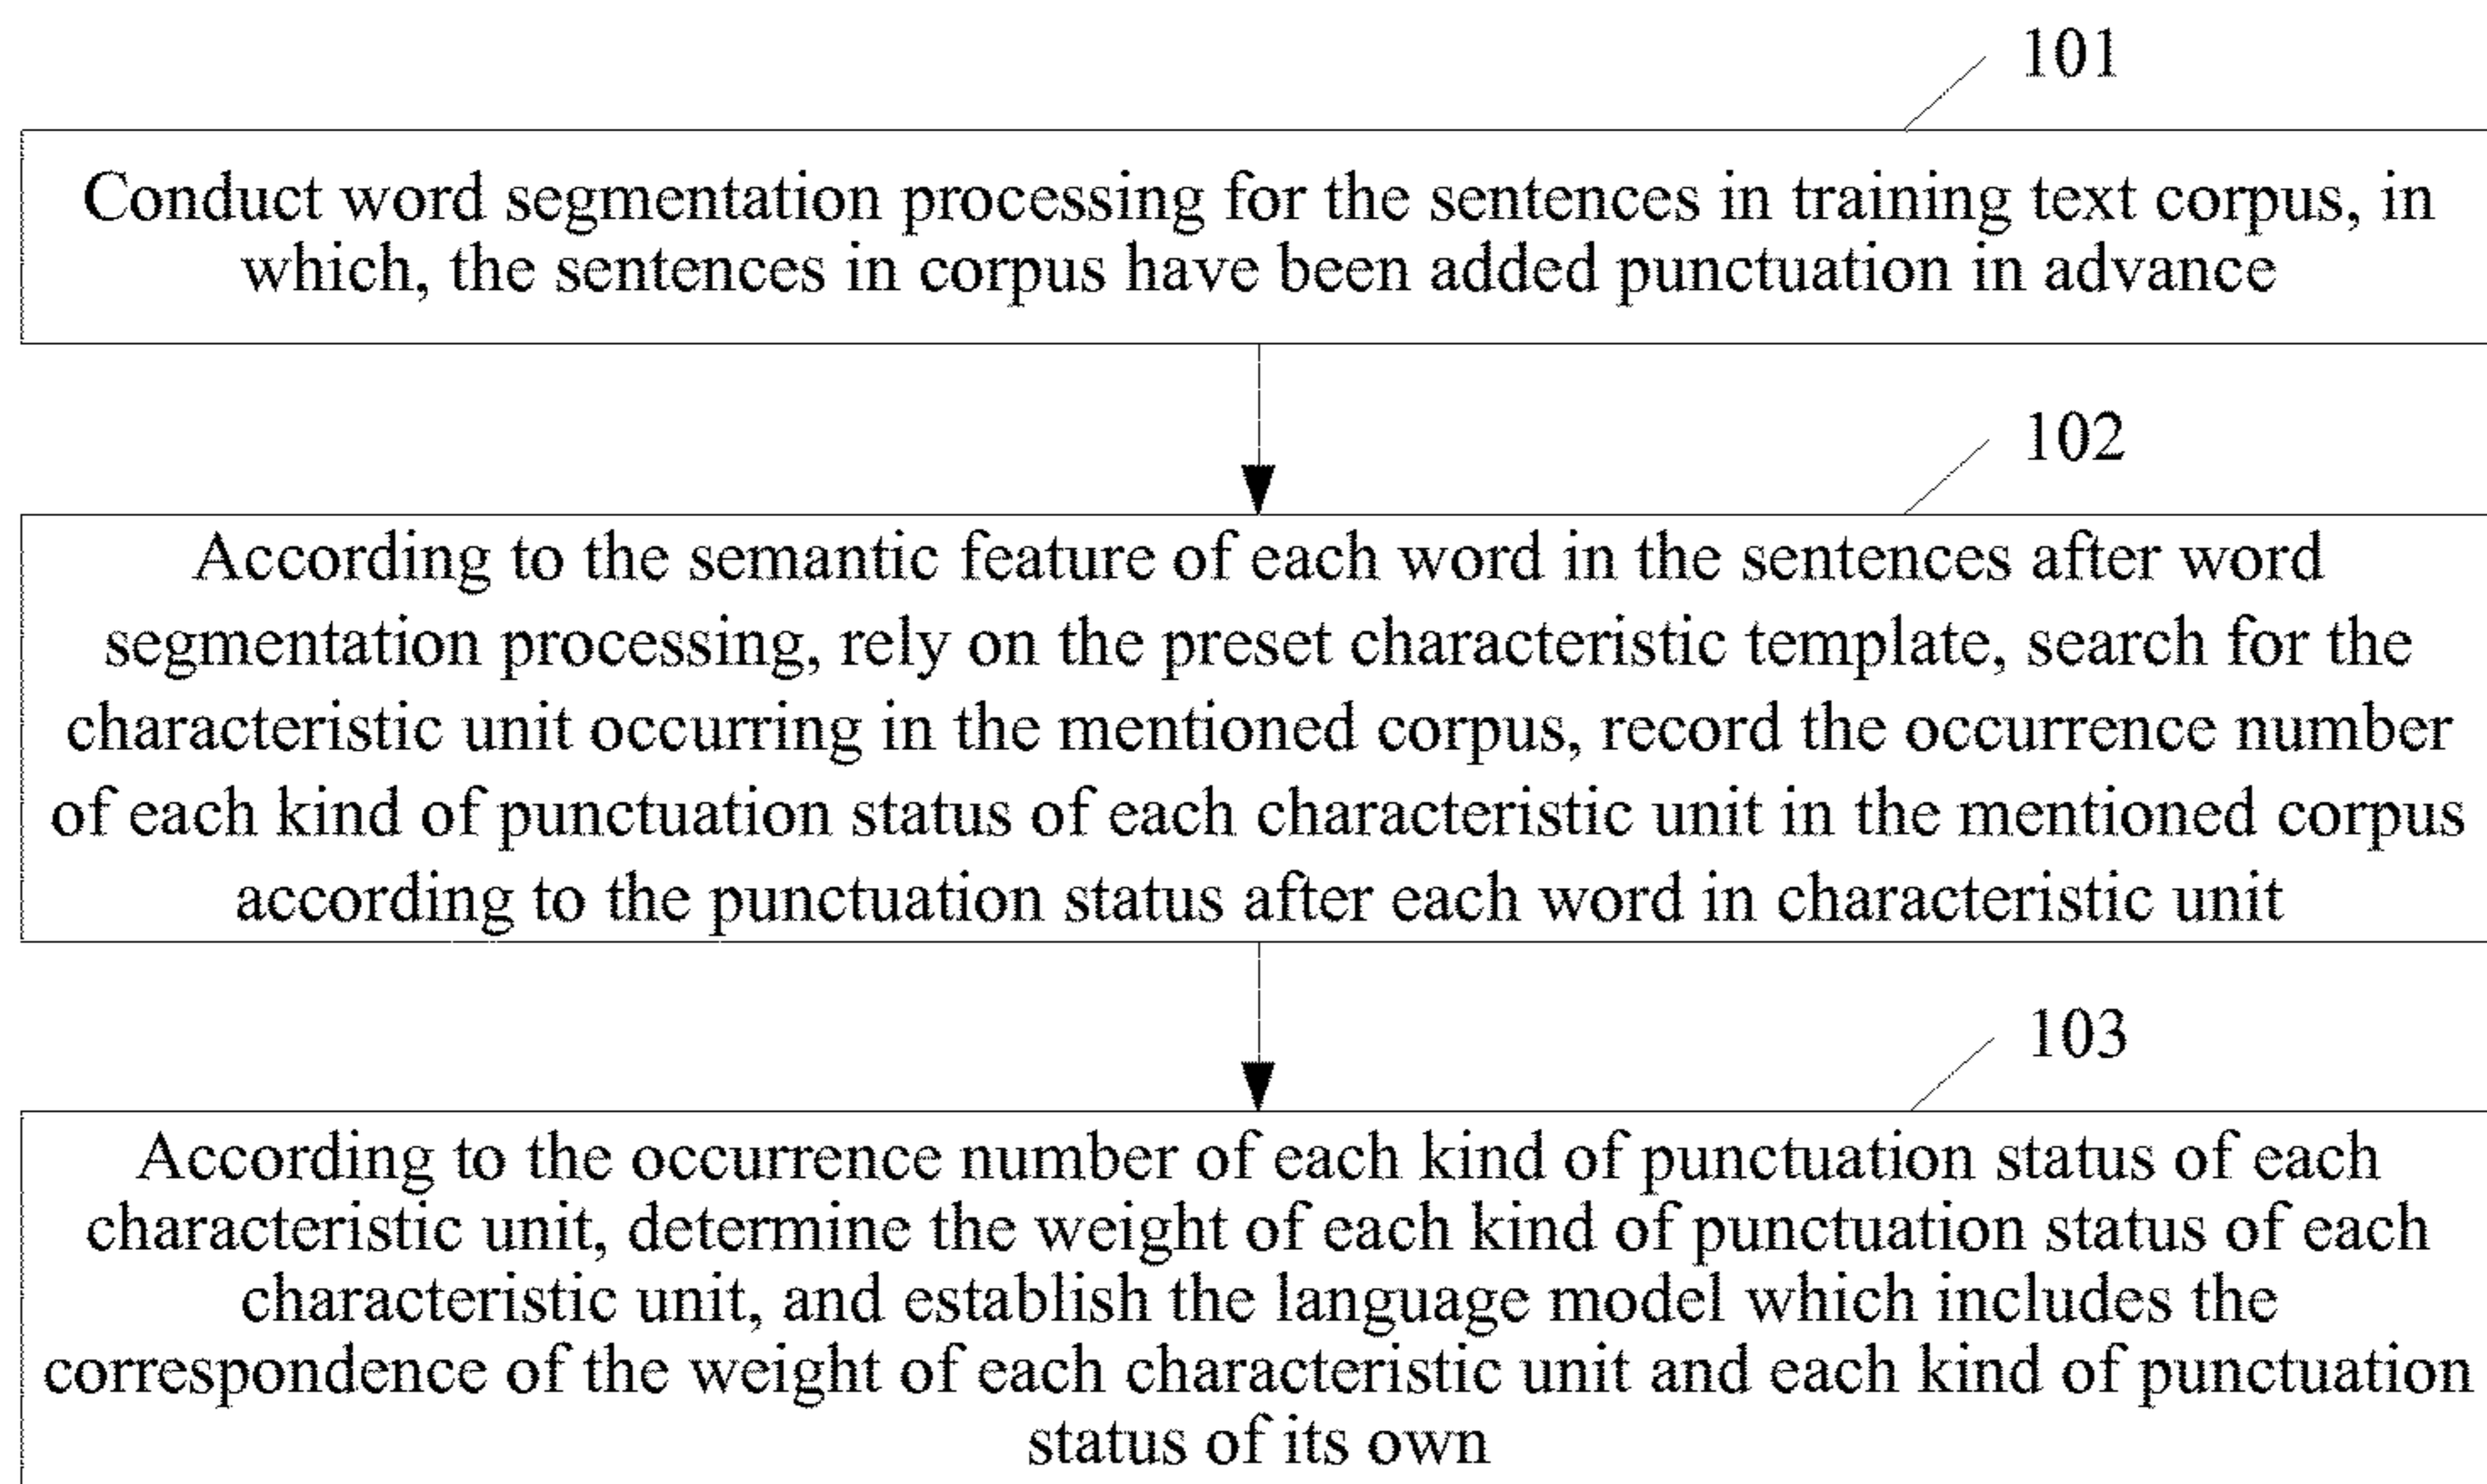 101
Conduct word segmentation processing for the sentences in training text corpus, in
which, the sentences in corpus have been added punctuation in advance
102
According to the semantic feature of each word in the sentences after word
segmentation processing, rely on the preset characteristic template, search for the
characteristic unit occurring in the mentioned corpus, record the occurrence number
of each kind of punctuation status of each characteristic unit in the mentioned corpus
according to the punctuation status after each word in characteristic unit
103
According to the occurrence number of each kind of punctuation status of each
characteristic unit, determine the weight of each kind of punctuation status of each
characteristic unit, and establish the language model which includes the
correspondence of the weight of each characteristic unit and each kind of punctuation
status of its own